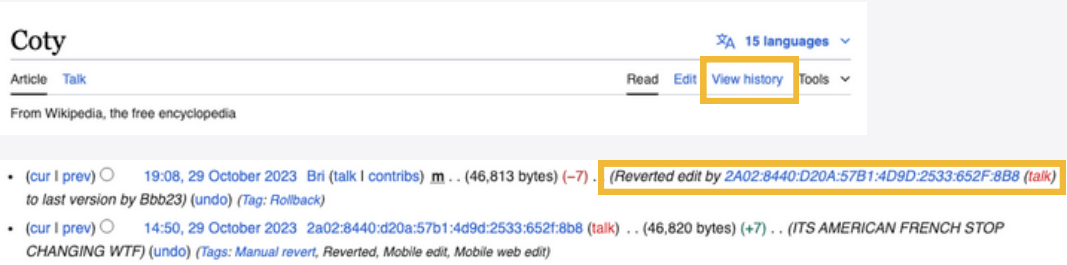 Coty
15 languages
Article Talk Read Edit View history Tools
From Wikipedia, the free encyclopedia
• (cur | prev) 19:08, 29 October 2023 Bri (talk | contribs) m . . (46,813 bytes) (−7) . (Reverted edit by 2A02:8440:D20A:57B1:4D9D:2533:652F:8B8 (talk)
to last version by Bbb23) (undo) (Tag: Rollback)
• (cur | prev) 14:50, 29 October 2023 2a02:8440:d20a:57b1:4d9d:2533:652f:8b8 (talk) . . (46,820 bytes) (+7) . . (ITS AMERICAN FRENCH STOP
CHANGING WTF) (undo) (Tags: Manual revert, Reverted, Mobile edit, Mobile web edit)